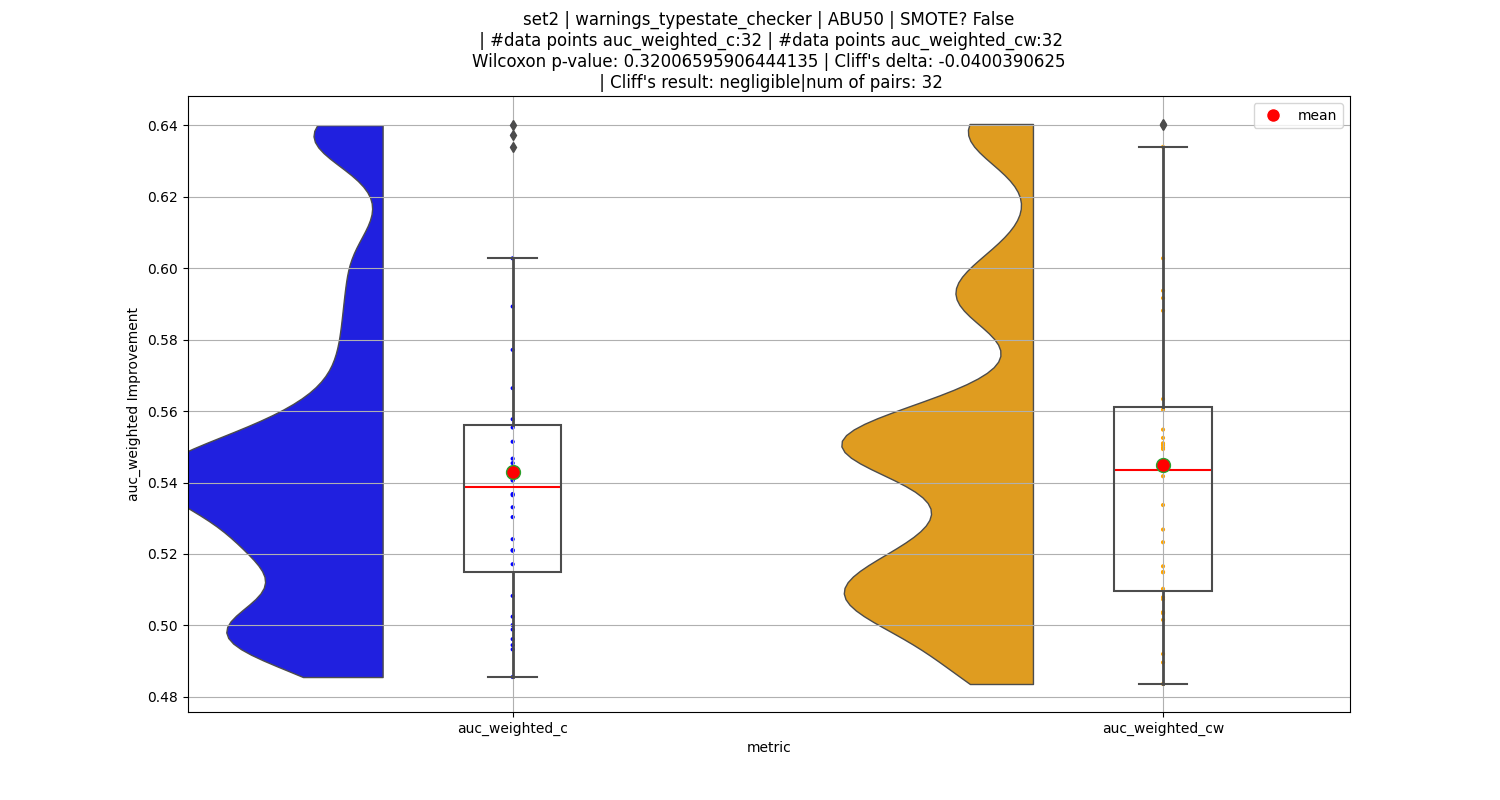 set2 | warnings_typestate_checker | ABU50 | SMOTE? False
| #data points auc_weighted_c:32 | #data points auc_weighted_cw:32
Wilcoxon p-value: 0.32006595906444135 | Cliff's delta: -0.0400390625
| Cliff's result: negligible|num of pairs: 32
mean
auc_weighted Improvement
0.64
0.62
0.60
0.58
0.56
0.54
0.52
0.50
0.48
auc_weighted_c
auc_weighted_cw
metric